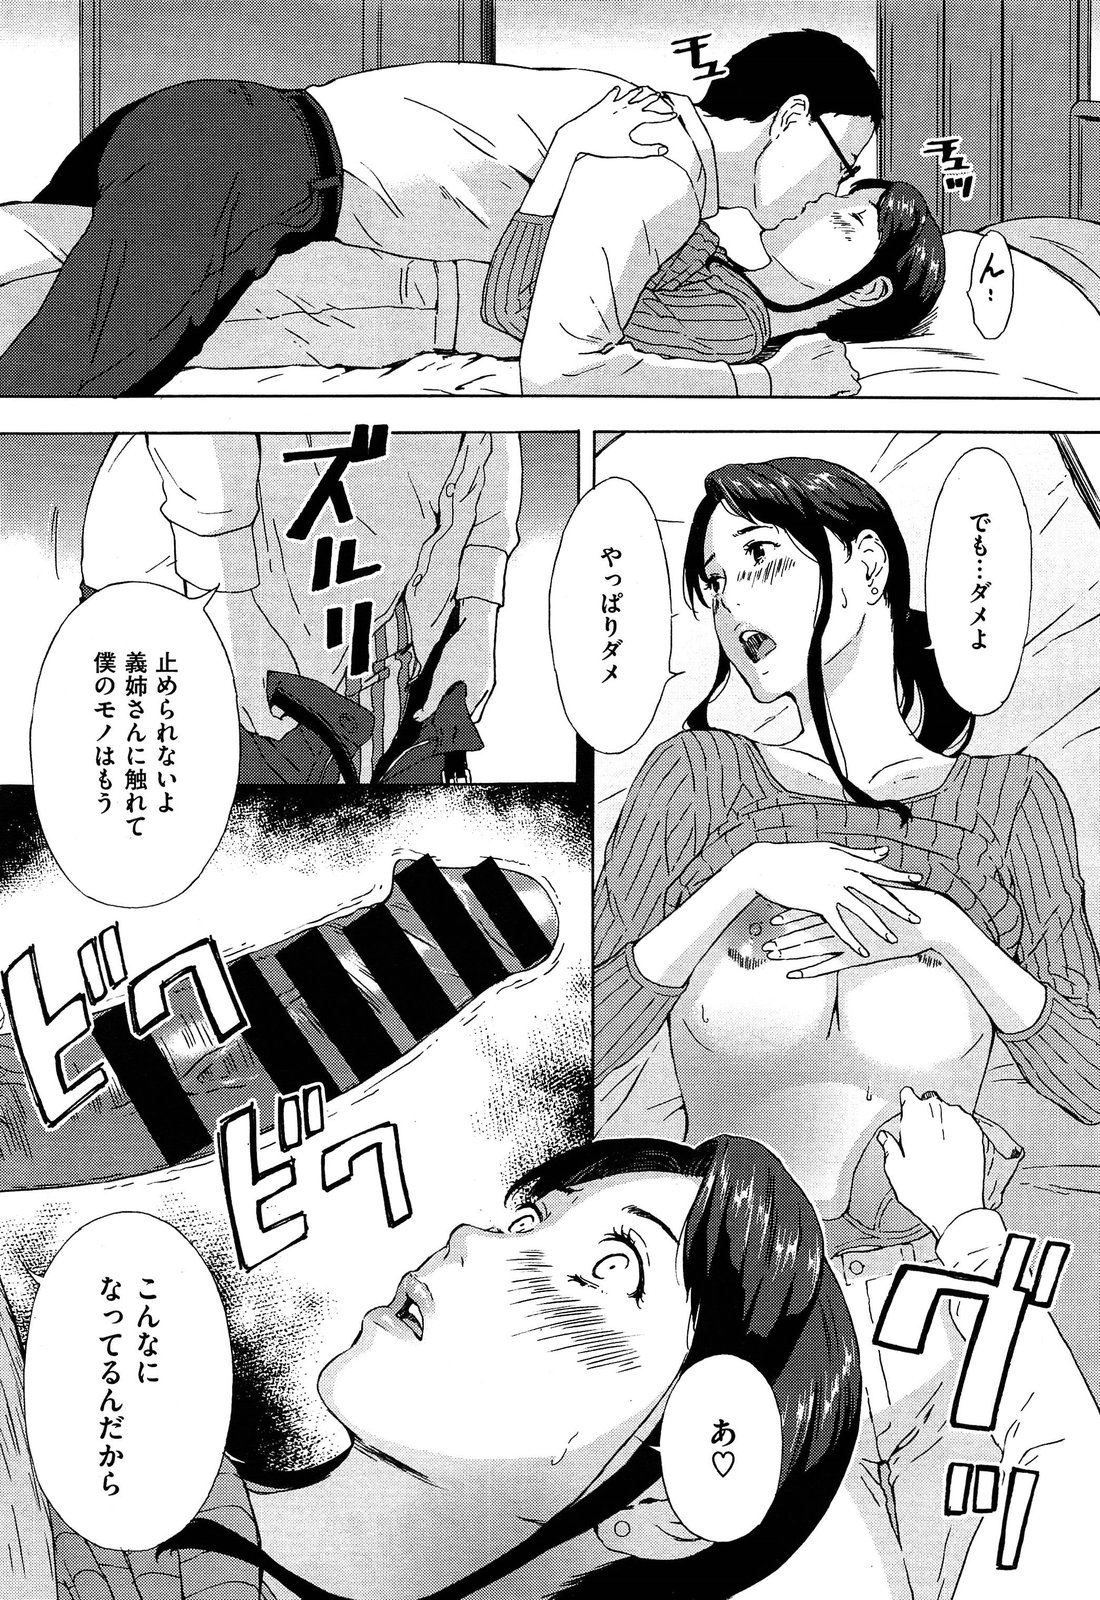 チュ
チュッ
ん…
でも…ダメよ
やっぱりダメ
グッ
ズルリ
止められないよ
義姉さんに触れて
僕のモノはもう
ビク
ビク
こんなに
なってるんだから
あ♡